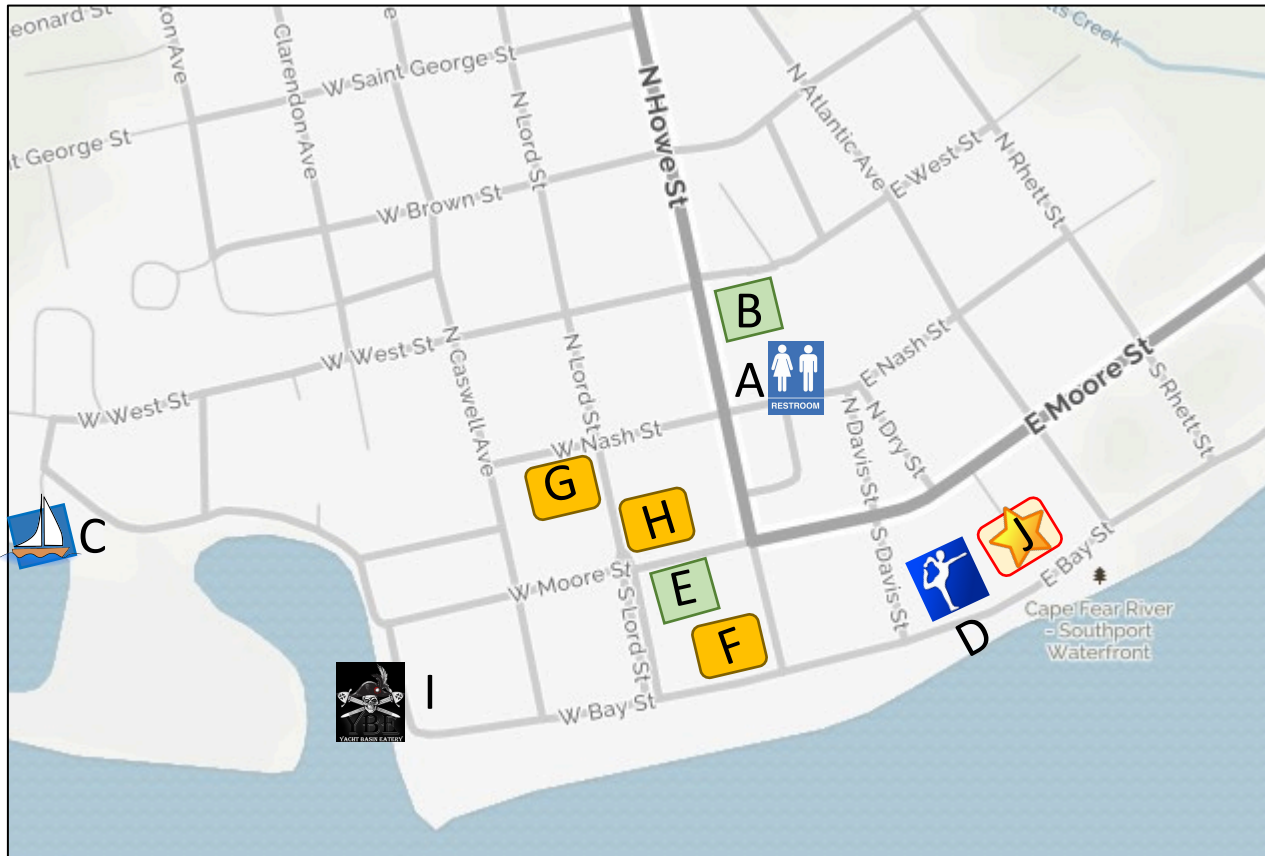 eonard St
ton Ave
Clarendon Ave
e
W Saint George St
t George St
N Lord St
N Howe St
N Atlantic Ave
ts Creek
E West St
N Rhett St
W Brown St
B
A
RESTROOM
E Nash St
W West St
W West St
N Caswell Ave
N Lord St
W Nash St
N Davis St
N Dry St
E Moore St
S Rhett St
G
H
C
J
W Moore St
E
S Lord St
F
S Davis St
D
E Bay St
Cape Fear River
- Southport
Waterfront
I
YBE
YACHT BASIN EATERY
W Bay St